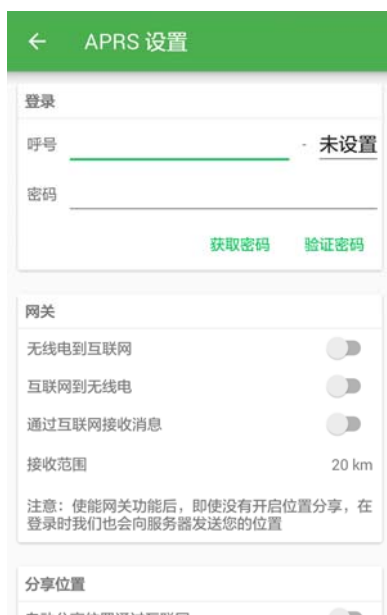 APRS 设置
登录
呼号 - 未设置
密码
获取密码 验证密码
网关
无线电到互联网
互联网到无线电
通过互联网接收消息
接收范围 20 km
注意：使能网关功能后，即使没有开启位置分享，在
登录时我们也会向服务器发送您的位置
分享位置